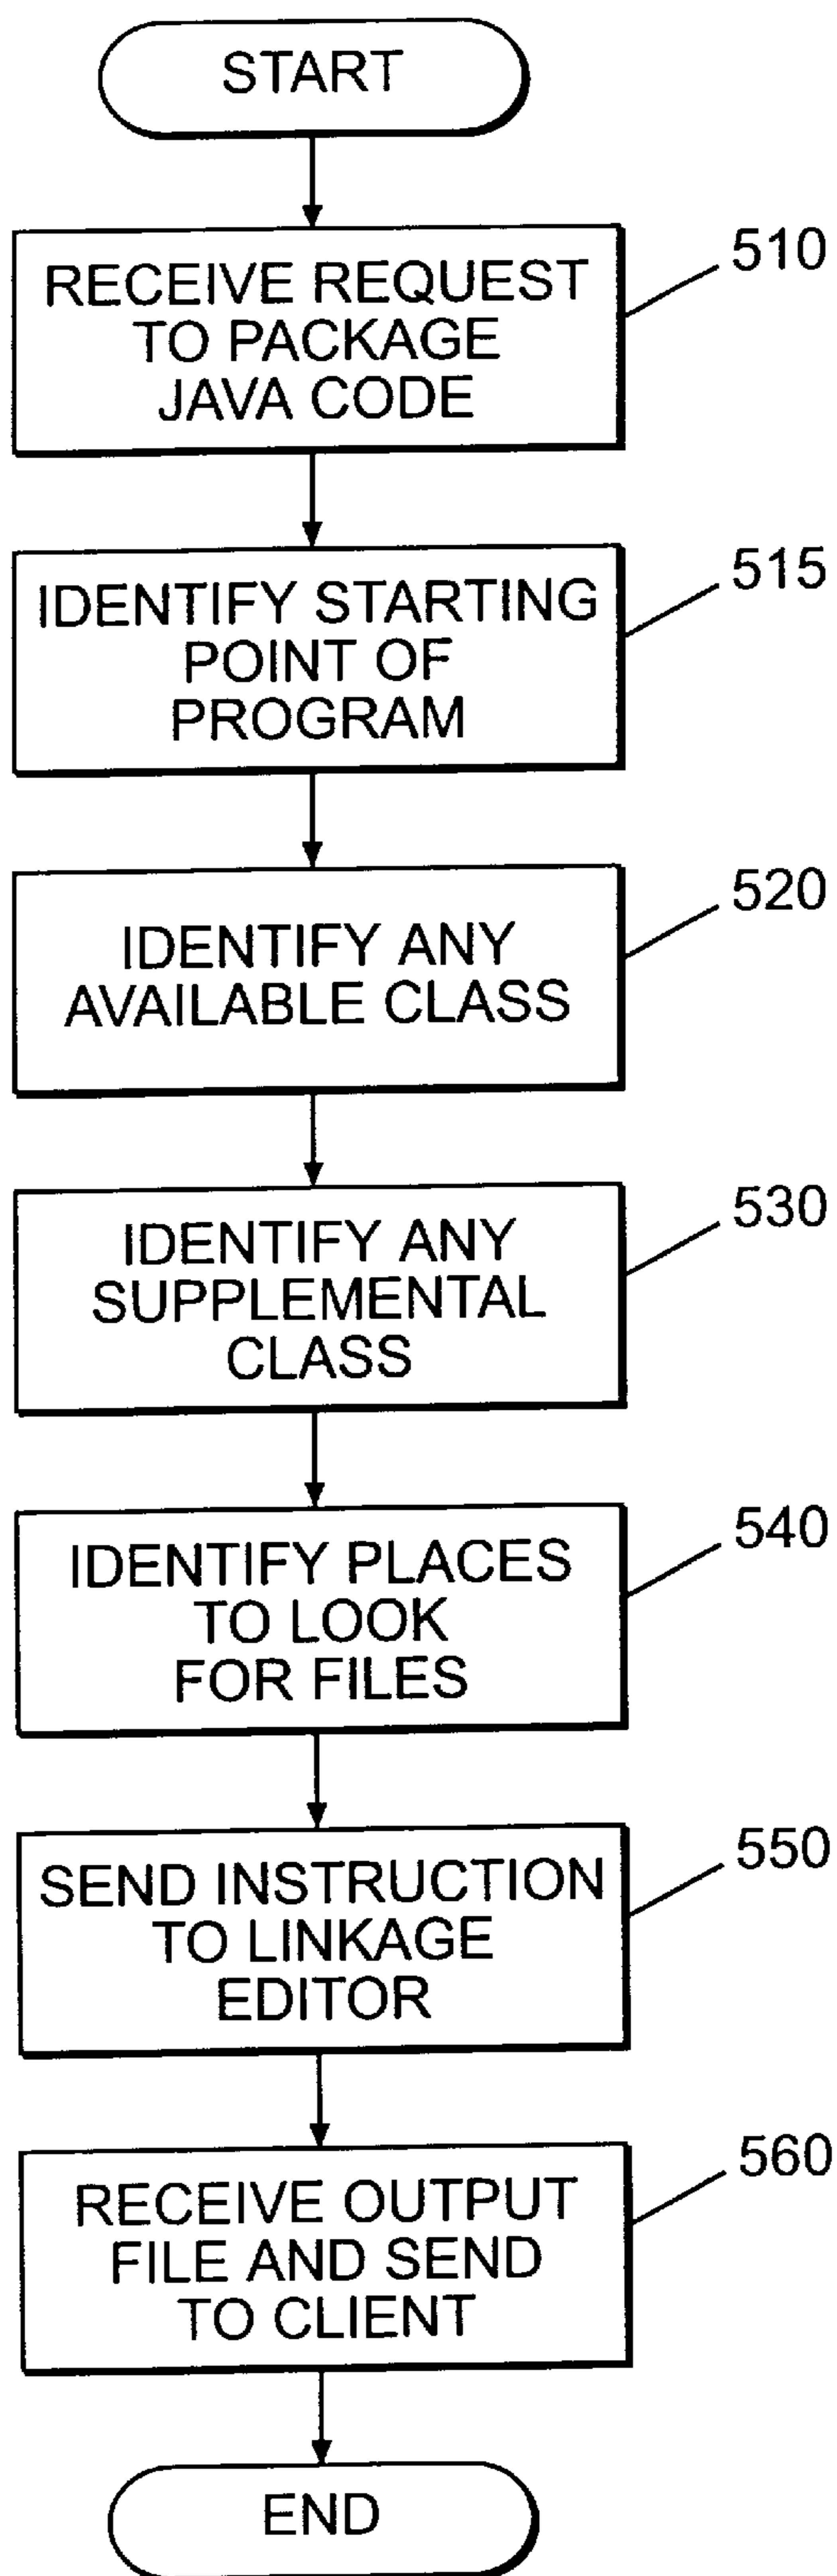 START
RECEIVE REQUEST
TO PACKAGE
JAVA CODE
510
IDENTIFY STARTING
POINT OF
PROGRAM
515
IDENTIFY ANY
AVAILABLE CLASS
520
IDENTIFY ANY
SUPPLEMENTAL
CLASS
530
IDENTIFY PLACES
TO LOOK
FOR FILES
540
SEND INSTRUCTION
TO LINKAGE
EDITOR
550
RECEIVE OUTPUT
FILE AND SEND
TO CLIENT
560
END